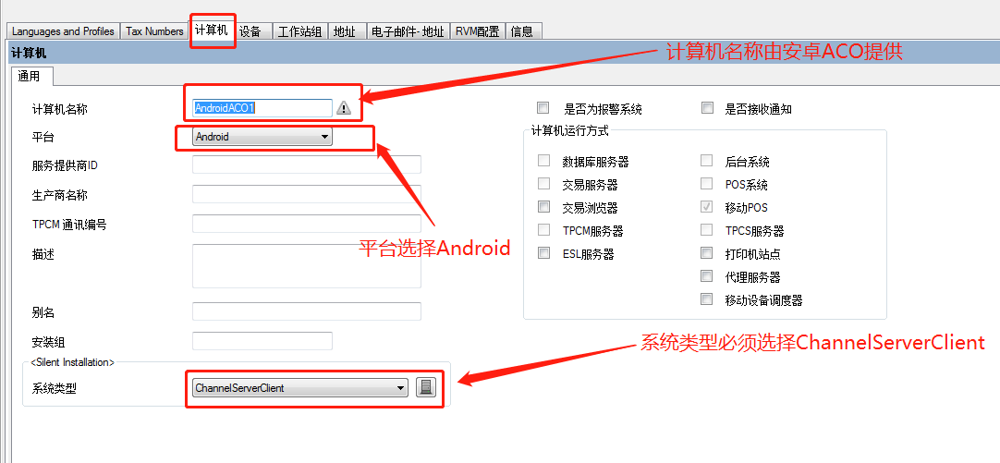 Languages and Profiles Tax Numbers 计算机 设备 工作站组 地址 电子邮件- 地址 RVM配置 信息
计算机
计算机名称由安卓ACO提供
通用
计算机名称 AndroidACO1 是否为报警系统 是否接收通知
计算机运行方式
平台 Android
服务提供商ID 数据库服务器 后台系统
生产商名称 交易服务器 POS系统
交易浏览器 移动POS
TPCM 通讯编号 TPCM服务器 TPCS服务器
平台选择Android
描述 ESL服务器 打印机站点
代理服务器
移动设备调度器
别名
安装组
系统类型必须选择ChannelServerClient
<Silent Installation>
系统类型 ChannelServerClient